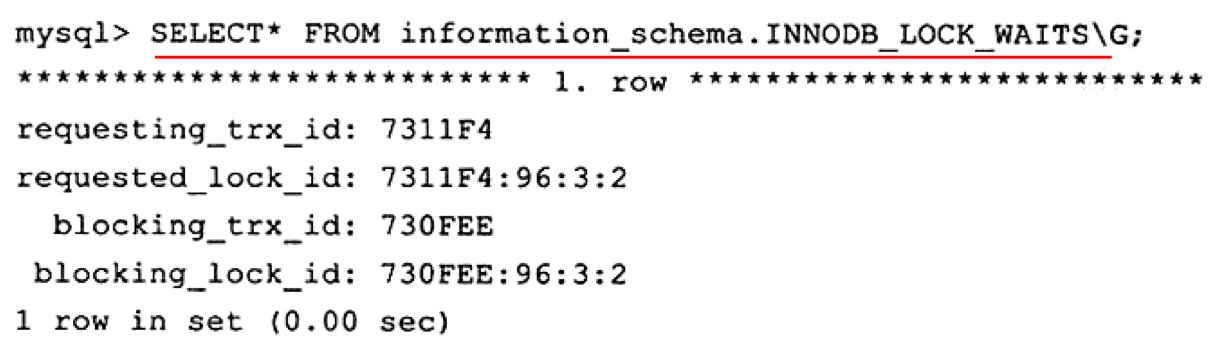 mysql> SELECT* FROM information_schema.INNODB_LOCK_WAITS\G;
*************************** 1. row ***************************
requesting_trx_id: 7311F4
requested_lock_id: 7311F4:96:3:2
blocking_trx_id: 730FEE
blocking_lock_id: 730FEE:96:3:2
1 row in set (0.00 sec)